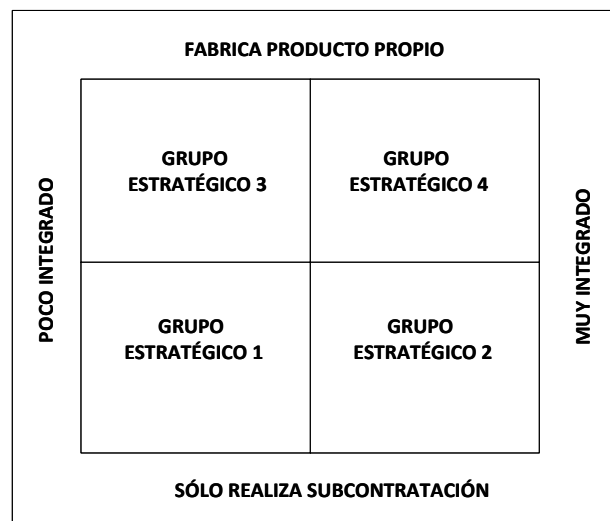 FABRICA PRODUCTO PROPIO
POCO INTEGRADO
GRUPO
ESTRATÉGICO 3
GRUPO
ESTRATÉGICO 4
MUY INTEGRADO
GRUPO
ESTRATÉGICO 1
GRUPO
ESTRATÉGICO 2
SÓLO REALIZA SUBCONTRATACIÓN